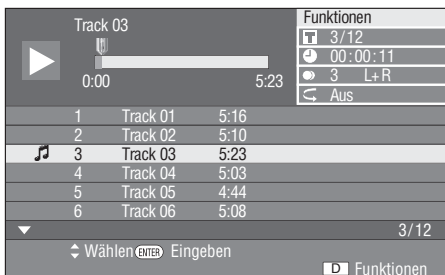 Track 03
0:00 5:23
Funktionen
T 3/12
00:00:11
3 L+R
Aus
1 Track 01 5:16
2 Track 02 5:10
3 Track 03 5:23
4 Track 04 5:03
5 Track 05 4:44
6 Track 06 5:08
3/12
Wählen ENTER Eingeben
D Funktionen